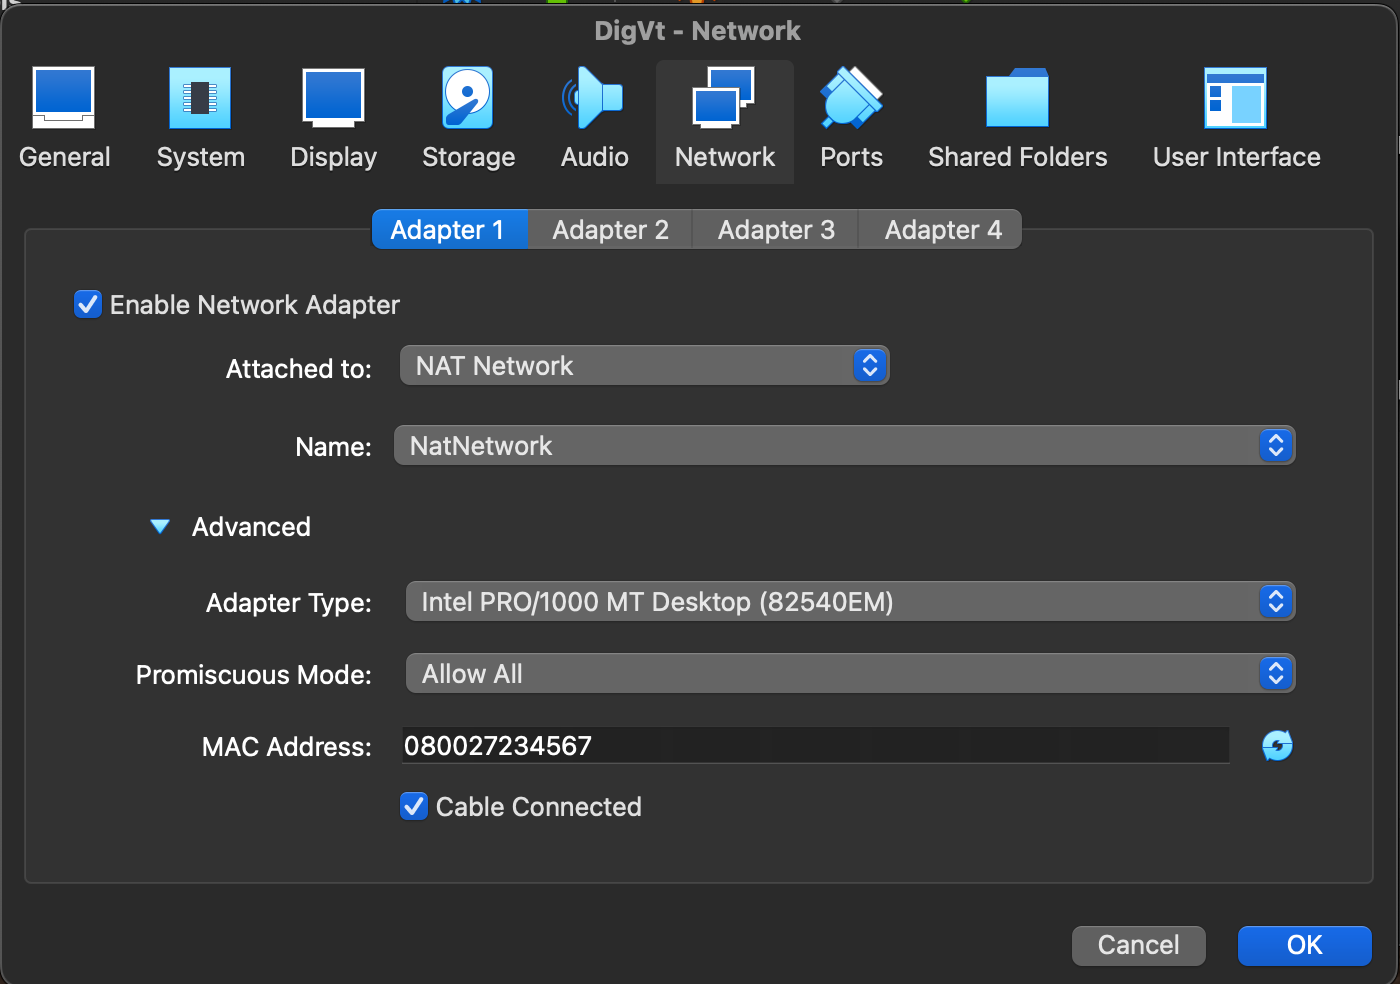 DigVt - Network
General System Display Storage Audio Network Ports Shared Folders User Interface
Adapter 1 Adapter 2 Adapter 3 Adapter 4
Enable Network Adapter
Attached to: NAT Network
Name: NatNetwork
Advanced
Adapter Type: Intel PRO/1000 MT Desktop (82540EM)
Promiscuous Mode: Allow All
MAC Address: 080027234567
Cable Connected
Cancel OK